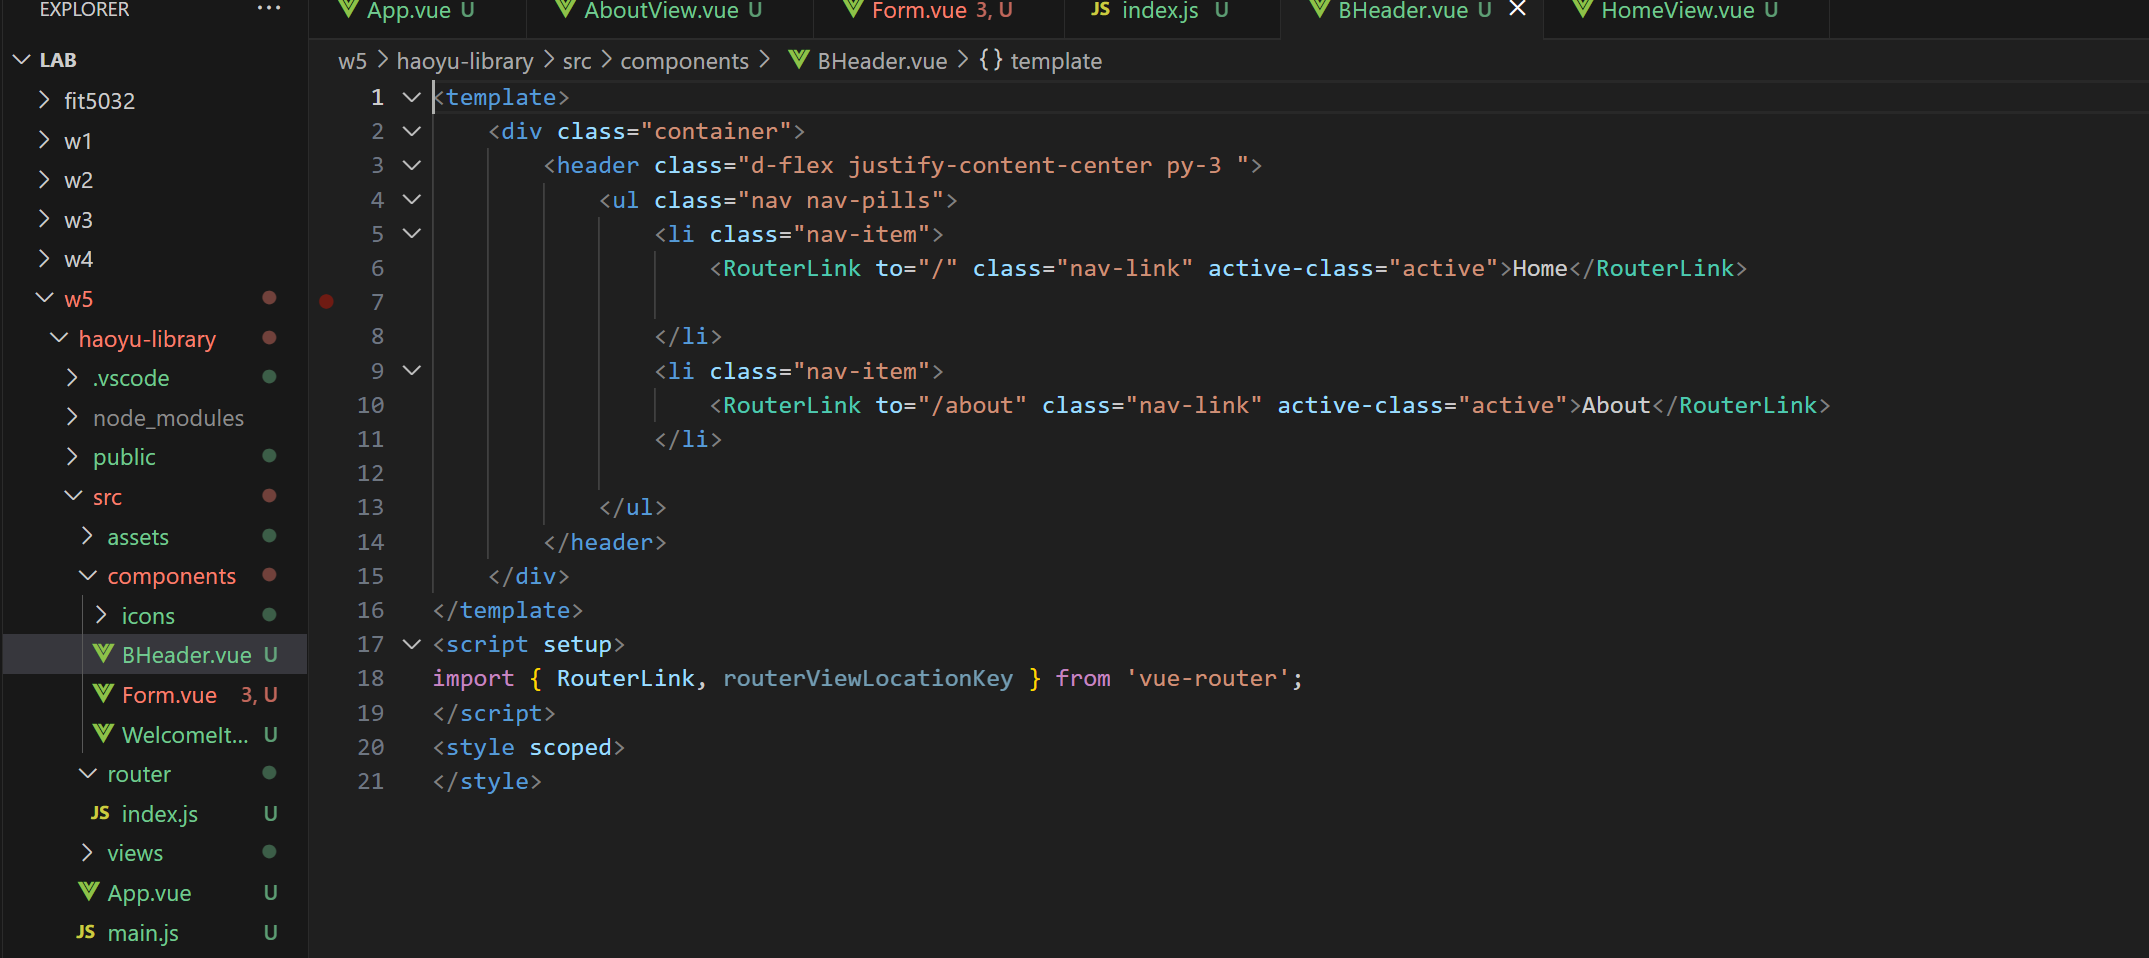 EXPLORER ...
App.vue U
AboutView.vue U
Form.vue 3, U
JS index.js U
BHeader.vue U
HomeView.vue U
LAB
fit5032
w1
w2
w3
w4
w5
haoyu-library
.vscode
node_modules
public
src
assets
components
icons
BHeader.vue U
Form.vue 3, U
WelcomeIt... U
router
JS index.js U
views
App.vue U
JS main.js U
w5 > haoyu-library > src > components > BHeader.vue > {} template
1 <template>
2 <div class="container">
3 <header class="d-flex justify-content-center py-3 ">
4 <ul class="nav nav-pills">
5 <li class="nav-item">
6 <RouterLink to="/" class="nav-link" active-class="active">Home</RouterLink>
7
8 </li>
9 <li class="nav-item">
10 <RouterLink to="/about" class="nav-link" active-class="active">About</RouterLink>
11 </li>
12
13 </ul>
14 </header>
15 </div>
16 </template>
17 <script setup>
18 import { RouterLink, routerViewLocationKey } from 'vue-router';
19 </script>
20 <style scoped>
21 </style>